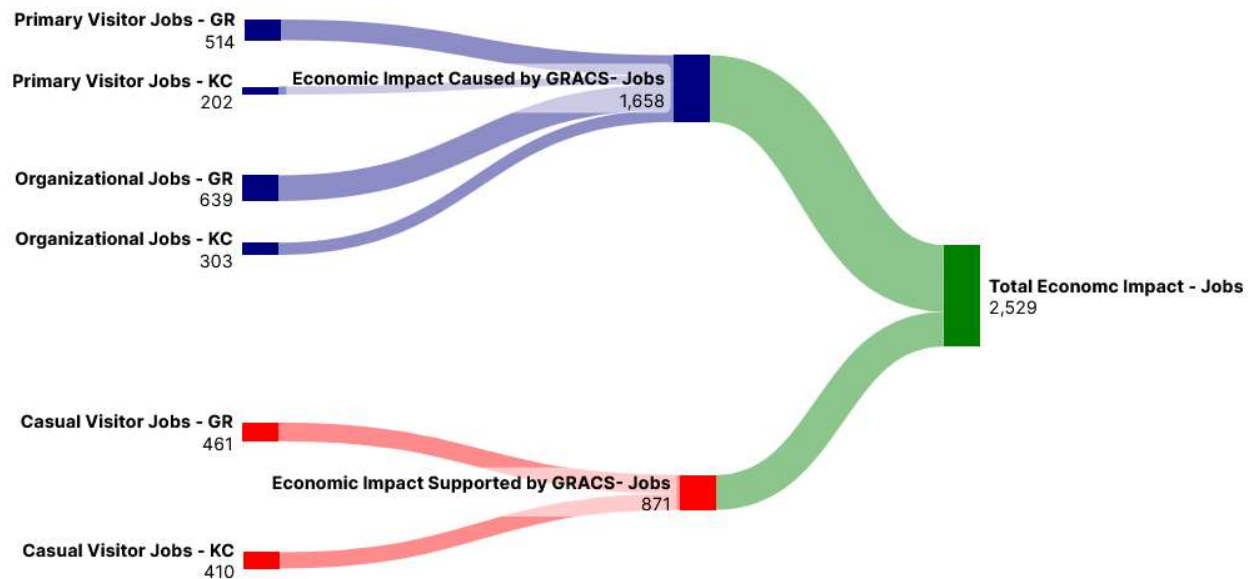 Primary Visitor Jobs - GR
514
Primary Visitor Jobs - KC
202
Economic Impact Caused by GRACS- Jobs
1,658
Organizational Jobs - GR
639
Organizational Jobs - KC
303
Total Economc Impact - Jobs
2,529
Casual Visitor Jobs - GR
461
Economic Impact Supported by GRACS- Jobs
871
Casual Visitor Jobs - KC
410